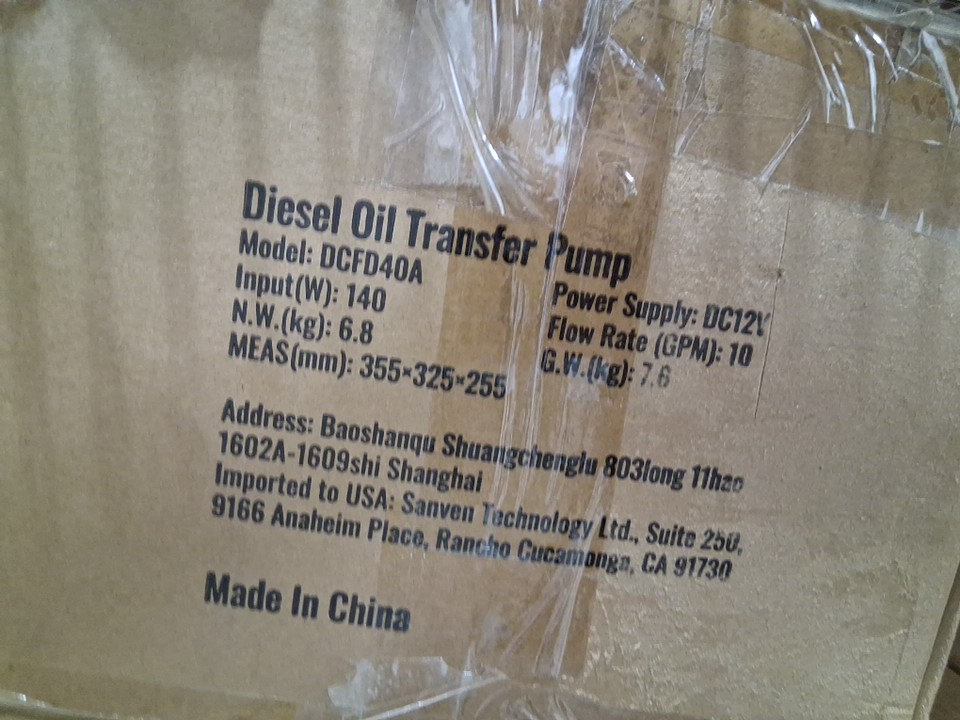 Diesel Oil Transfer Pump
Model: DCFD40A
Power Supply: DC12V
Input(W): 140
Flow Rate (GPM): 10
N.W.(kg): 6.8
G.W.(kg): 7.6
MEAS(mm): 355×325×255
Address: Baoshanqu Shuangchenglu 803long 11hao
1602A-1609shi Shanghai
Imported to USA: Sanven Technology Ltd., Suite 250,
9166 Anaheim Place, Rancho Cucamonga, CA 91730
Made In China